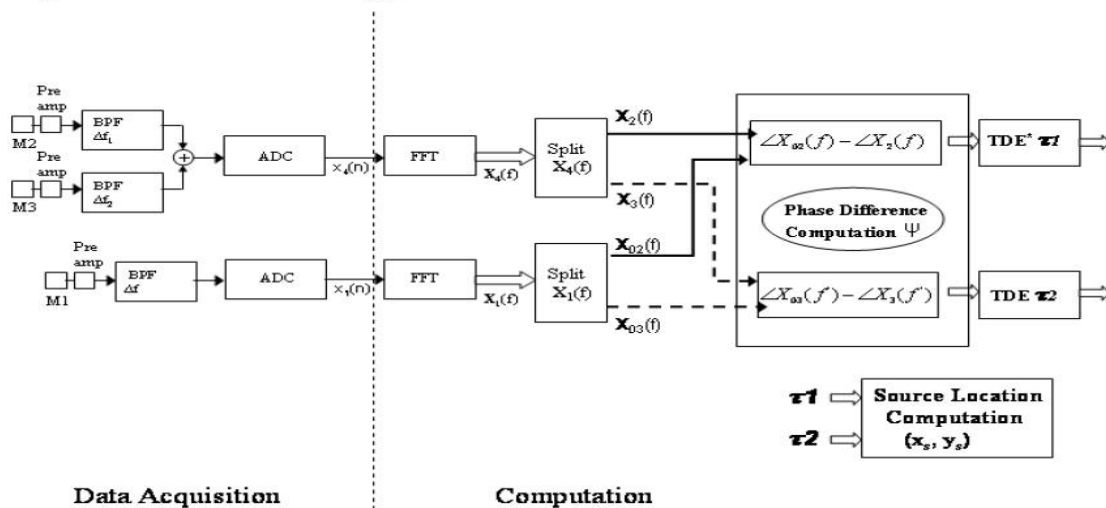 Pre
amp
M2
BPF
Δf₁
Pre
amp
M3
BPF
Δf₂
+
ADC
x₄(n)
FFT
X₄(f)
Split
X₄(f)
X₂(f)
X₃(f)
∠X₀₂(f) – ∠X₂(f)
TDE* τ1
Phase Difference
Computation Ψ
Pre
amp
M1
BPF
Δf
ADC
x₁(n)
FFT
X₁(f)
Split
X₁(f)
X₀₂(f)
X₀₃(f)
∠X₀₃(f) – ∠X₃(f)
TDE τ2
τ1
τ2
Source Location
Computation
(xₛ, yₛ)
Data Acquisition
Computation